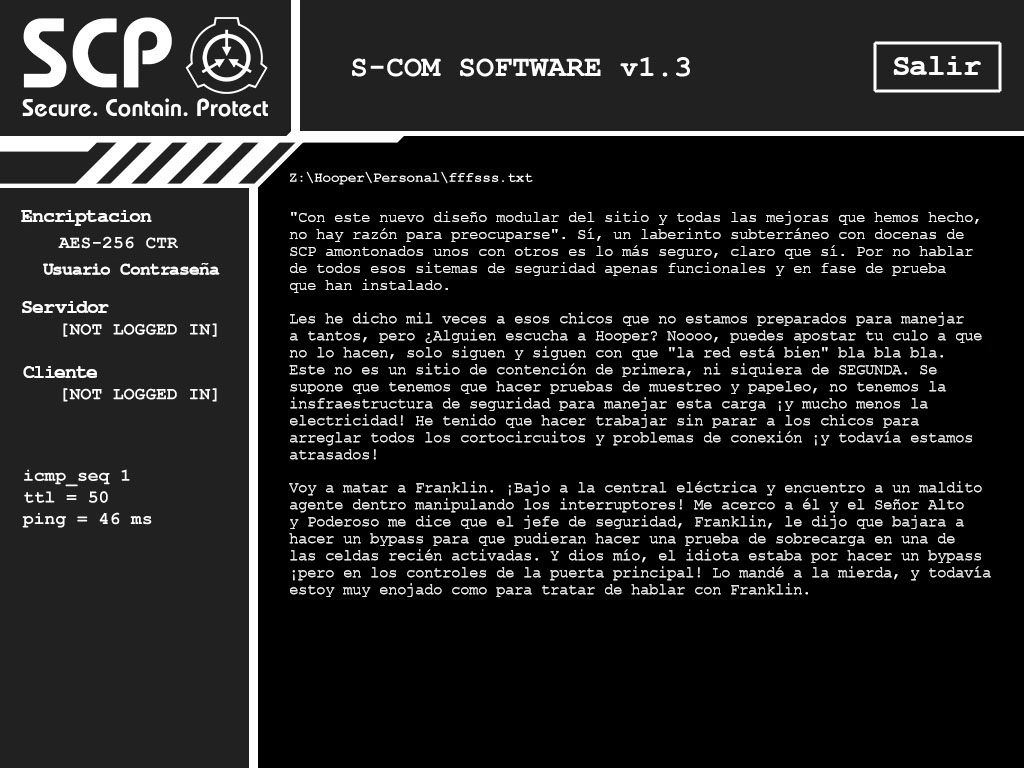 SCP
Secure. Contain. Protect
S-COM SOFTWARE v1.3
Salir
Encriptacion
AES-256 CTR
Usuario Contraseña
Servidor
[NOT LOGGED IN]
Cliente
[NOT LOGGED IN]
icmp_seq 1
ttl = 50
ping = 46 ms
Z:\Hooper\Personal\fffsss.txt
"Con este nuevo diseño modular del sitio y todas las mejoras que hemos hecho,
no hay razón para preocuparse". Sí, un laberinto subterráneo con docenas de
SCP amontonados unos con otros es lo más seguro, claro que sí. Por no hablar
de todos esos sitemas de seguridad apenas funcionales y en fase de prueba
que han instalado.
Les he dicho mil veces a esos chicos que no estamos preparados para manejar
a tantos, pero ¿Alguien escucha a Hooper? Noooo, puedes apostar tu culo a que
no lo hacen, solo siguen y siguen con que "la red está bien" bla bla bla.
Este no es un sitio de contención de primera, ni siquiera de SEGUNDA. Se
supone que tenemos que hacer pruebas de muestreo y papeleo, no tenemos la
insfraestructura de seguridad para manejar esta carga ¡y mucho menos la
electricidad! He tenido que hacer trabajar sin parar a los chicos para
arreglar todos los cortocircuitos y problemas de conexión ¡y todavía estamos
atrasados!
Voy a matar a Franklin. ¡Bajo a la central eléctrica y encuentro a un maldito
agente dentro manipulando los interruptores! Me acerco a él y el Señor Alto
y Poderoso me dice que el jefe de seguridad, Franklin, le dijo que bajara a
hacer un bypass para que pudieran hacer una prueba de sobrecarga en una de
las celdas recién activadas. Y dios mío, el idiota estaba por hacer un bypass
¡pero en los controles de la puerta principal! Lo mandé a la mierda, y todavía
estoy muy enojado como para tratar de hablar con Franklin.